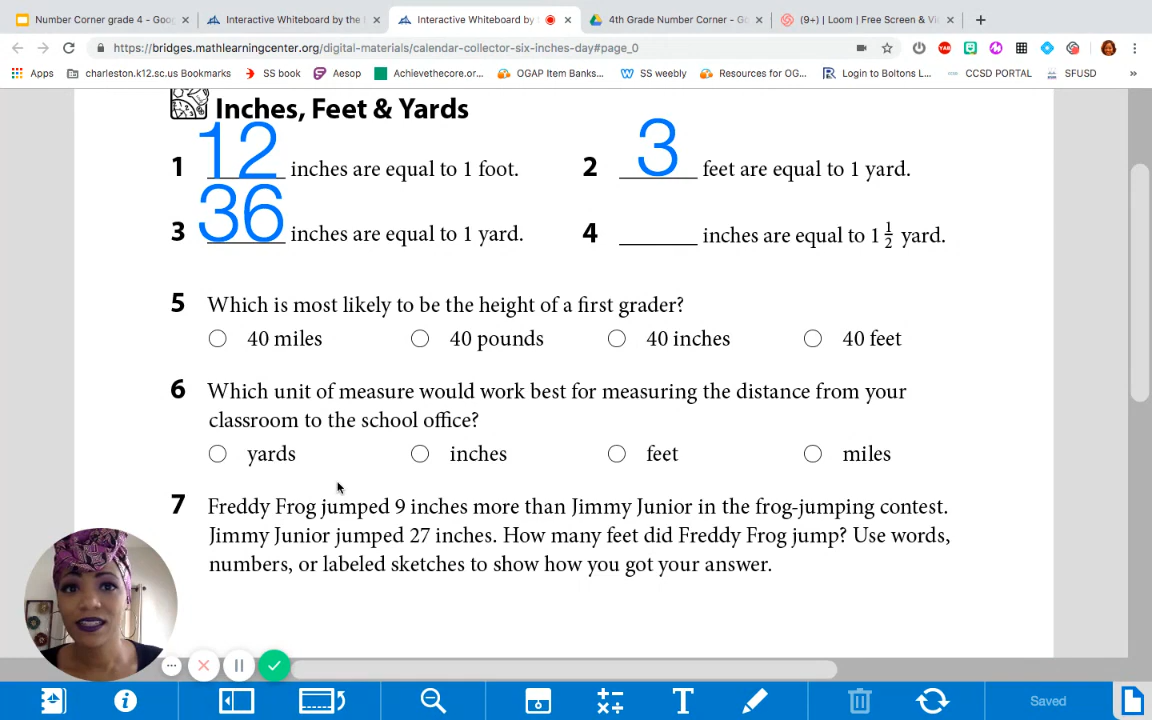 Number Corner grade 4 - Goo
Interactive Whiteboard by the
Interactive Whiteboard by
4th Grade Number Corner - Go
(9+) | Loom | Free Screen & Vi
https://bridges.mathlearningcenter.org/digital-materials/calendar-collector-six-inches-day#page_0
Apps
charleston.k12.sc.us Bookmarks
SS book
Aesop
Achievethecore.or...
OGAP Item Banks...
SS weekly
Resources for OG...
Login to Boltons L...
CCSD PORTAL
SFUSD
»
Inches, Feet & Yards
1 12 inches are equal to 1 foot.
2 3 feet are equal to 1 yard.
3 36 inches are equal to 1 yard.
4 ______ inches are equal to 1 1/2 yard.
5 Which is most likely to be the height of a first grader?
40 miles 40 pounds 40 inches 40 feet
6 Which unit of measure would work best for measuring the distance from your
classroom to the school office?
yards inches feet miles
7 Freddy Frog jumped 9 inches more than Jimmy Junior in the frog-jumping contest.
Jimmy Junior jumped 27 inches. How many feet did Freddy Frog jump? Use words,
numbers, or labeled sketches to show how you got your answer.
Saved